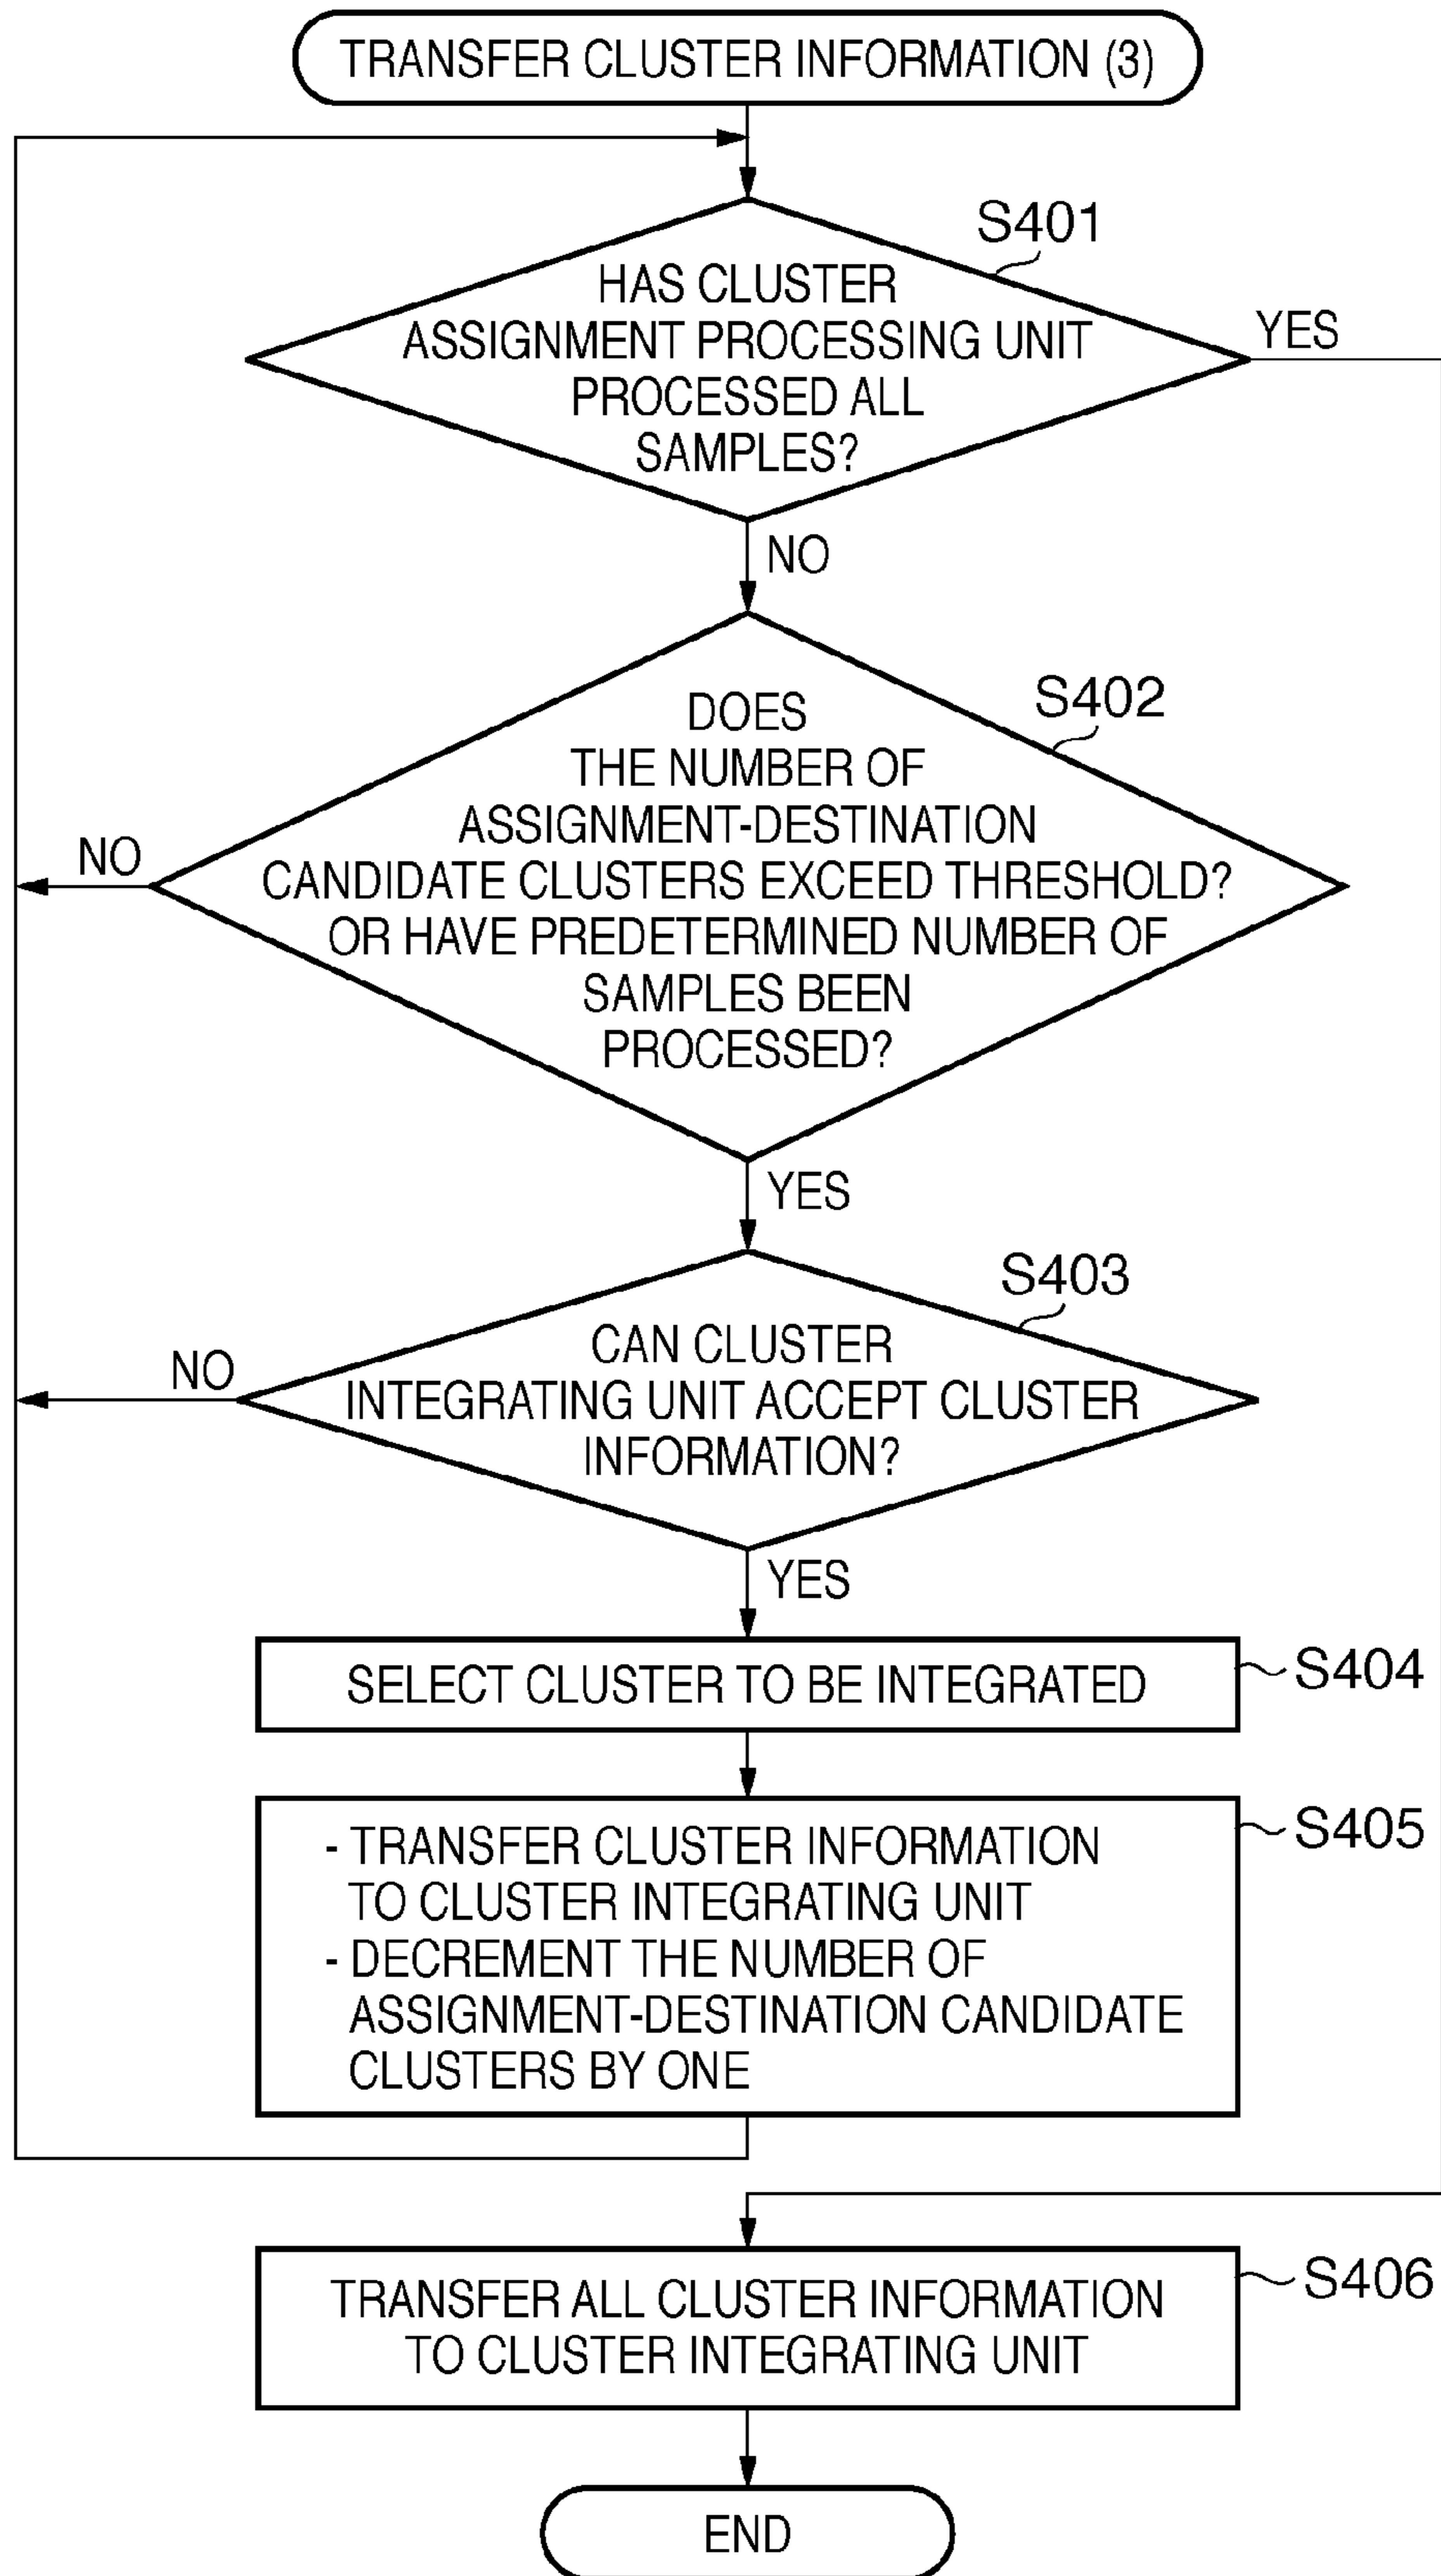 TRANSFER CLUSTER INFORMATION (3)
S401
HAS CLUSTER
ASSIGNMENT PROCESSING UNIT
PROCESSED ALL
SAMPLES?
YES
NO
S402
DOES
THE NUMBER OF
ASSIGNMENT-DESTINATION
CANDIDATE CLUSTERS EXCEED THRESHOLD?
OR HAVE PREDETERMINED NUMBER OF
SAMPLES BEEN
PROCESSED?
NO
YES
S403
CAN CLUSTER
INTEGRATING UNIT ACCEPT CLUSTER
INFORMATION?
NO
YES
SELECT CLUSTER TO BE INTEGRATED
S404
- TRANSFER CLUSTER INFORMATION
TO CLUSTER INTEGRATING UNIT
- DECREMENT THE NUMBER OF
ASSIGNMENT-DESTINATION CANDIDATE
CLUSTERS BY ONE
S405
TRANSFER ALL CLUSTER INFORMATION
TO CLUSTER INTEGRATING UNIT
S406
END